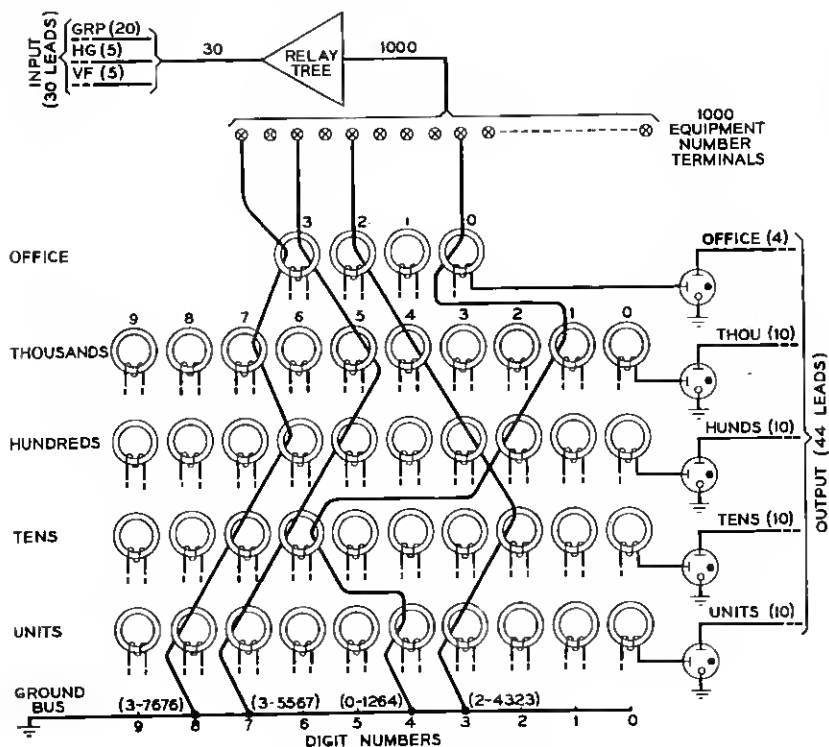 INPUT
(30 LEADS)
GRP (20)
HG (5)
VF (5)
30
RELAY
TREE
1000
1000
EQUIPMENT
NUMBER
TERMINALS
OFFICE
3 2 1 0
OFFICE (4)
9 8 7 6 5 4 3 2 1 0
THOUSANDS
THOU (10)
HUNDREDS
HUNDS (10)
OUTPUT (44 LEADS)
TENS
TENS (10)
UNITS
UNITS (10)
GROUND
BUS
(3-7676) (3-5567) (0-1264) (2-4323)
9 8 7 6 5 4 3 2 1 0
DIGIT NUMBERS